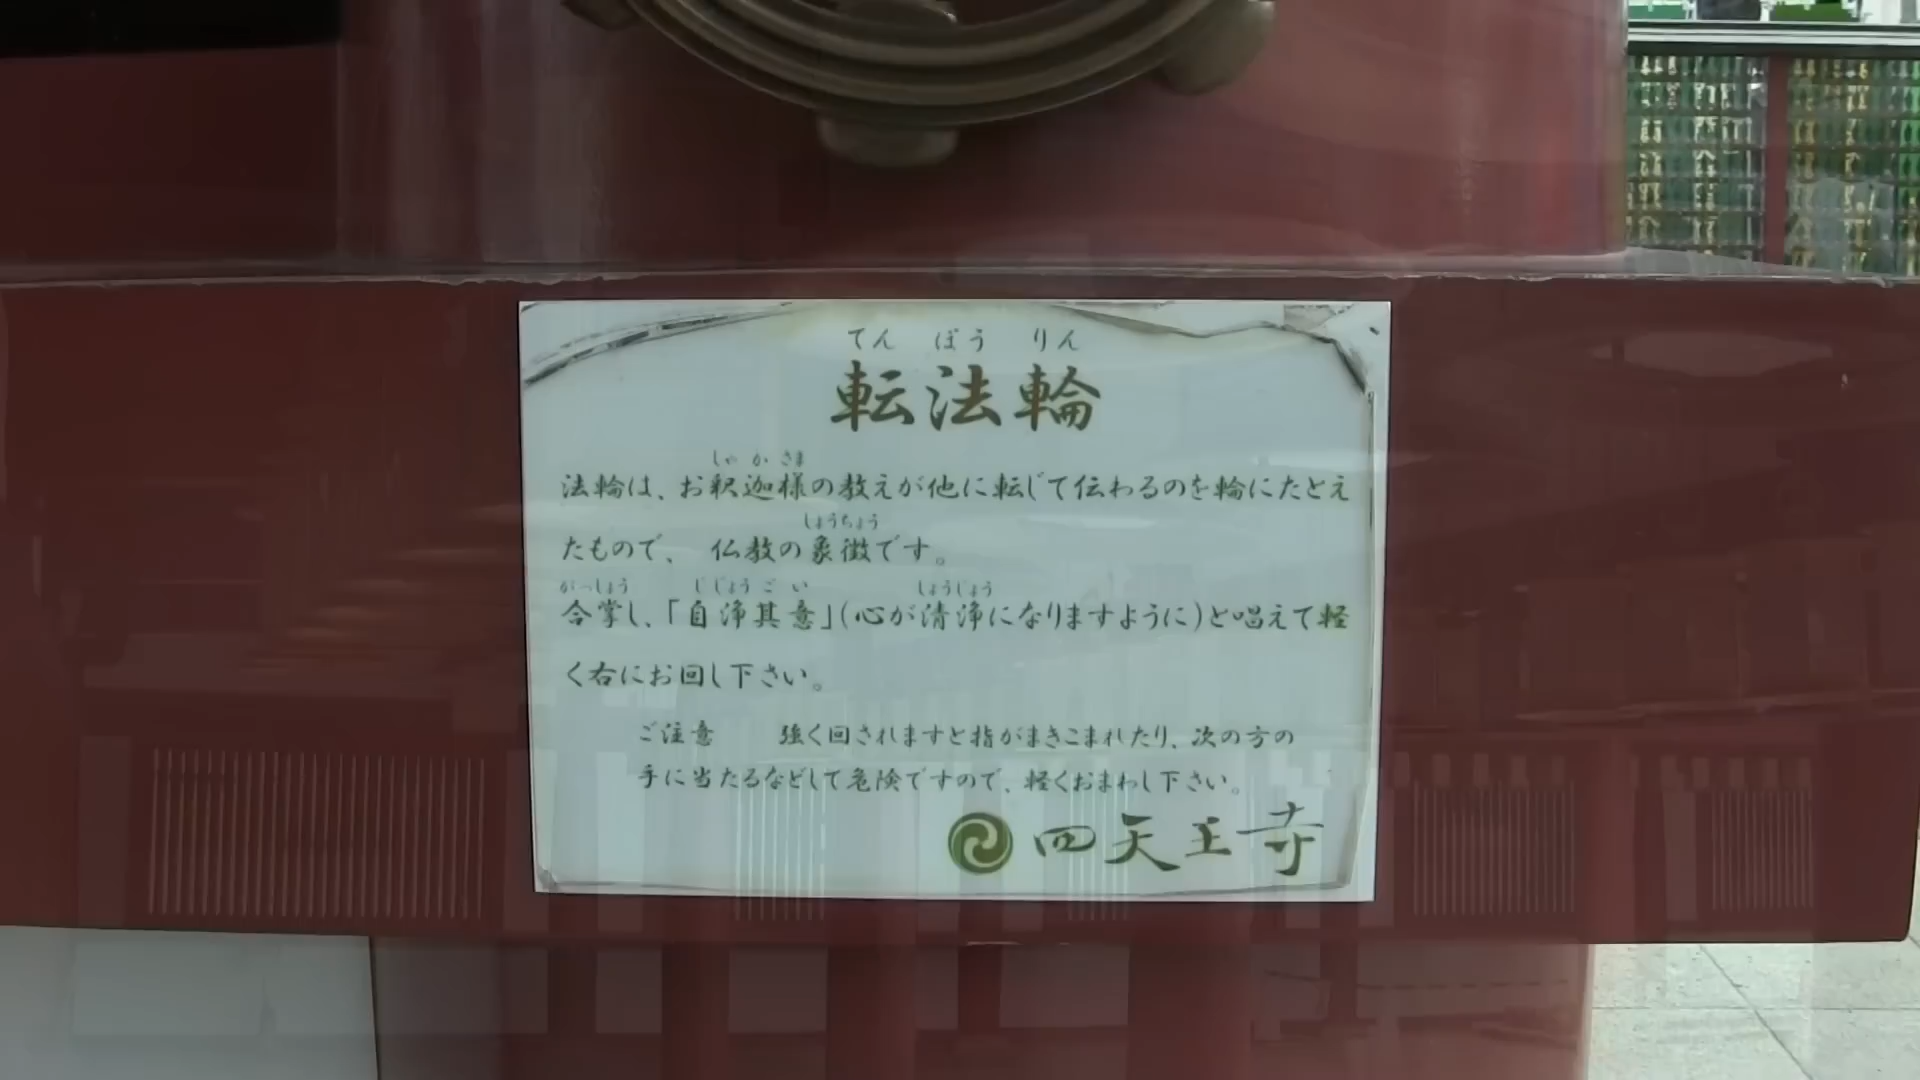 てん ぽう りん
転法輪
しゃ か さま
法輪は、お釈迦様の教えが他に転じて伝わるのを輪にたとえ
しょうちょう
たもので、 仏教の象徴です。
がっしょう じ じょう ご い しょうじょう
合掌し、「自浄其意」(心が清浄になりますように)と唱えて軽
く右にお回し下さい。
ご注意 強く回されますと指がまきこまれたり、次の方の
手に当たるなどして危険ですので、軽くおまわし下さい。
四天王寺